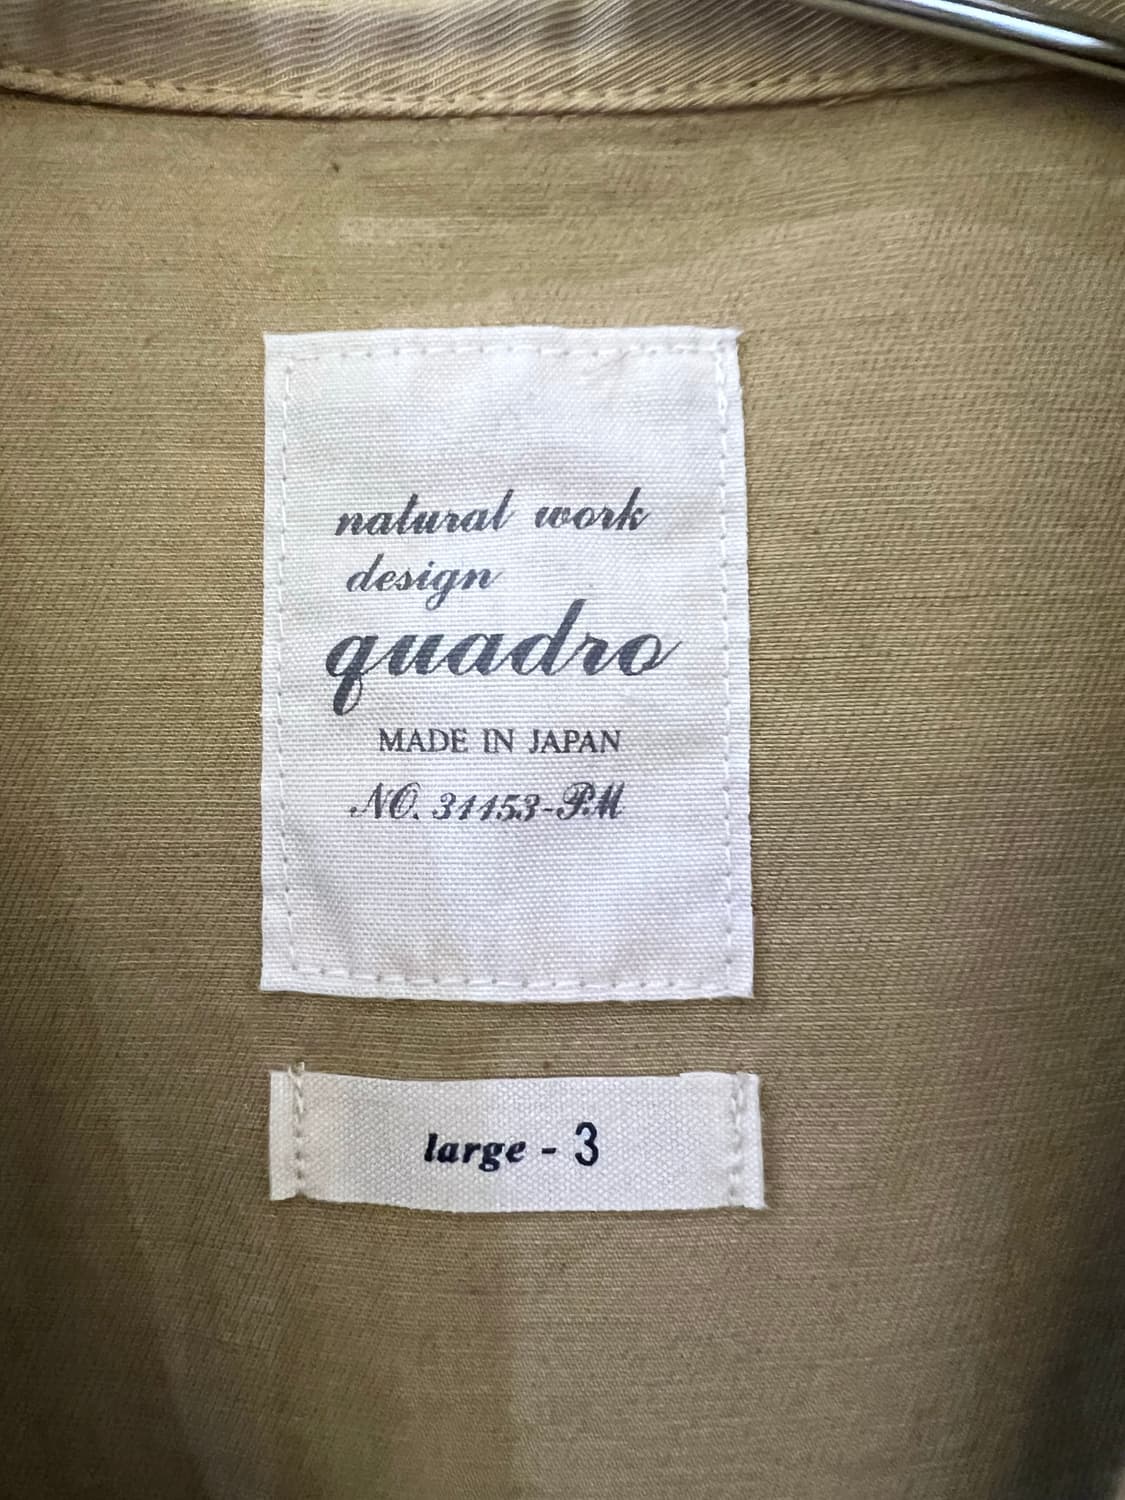 natural work
design
quadro
MADE IN JAPAN
NO. 31153-PM
large - 3